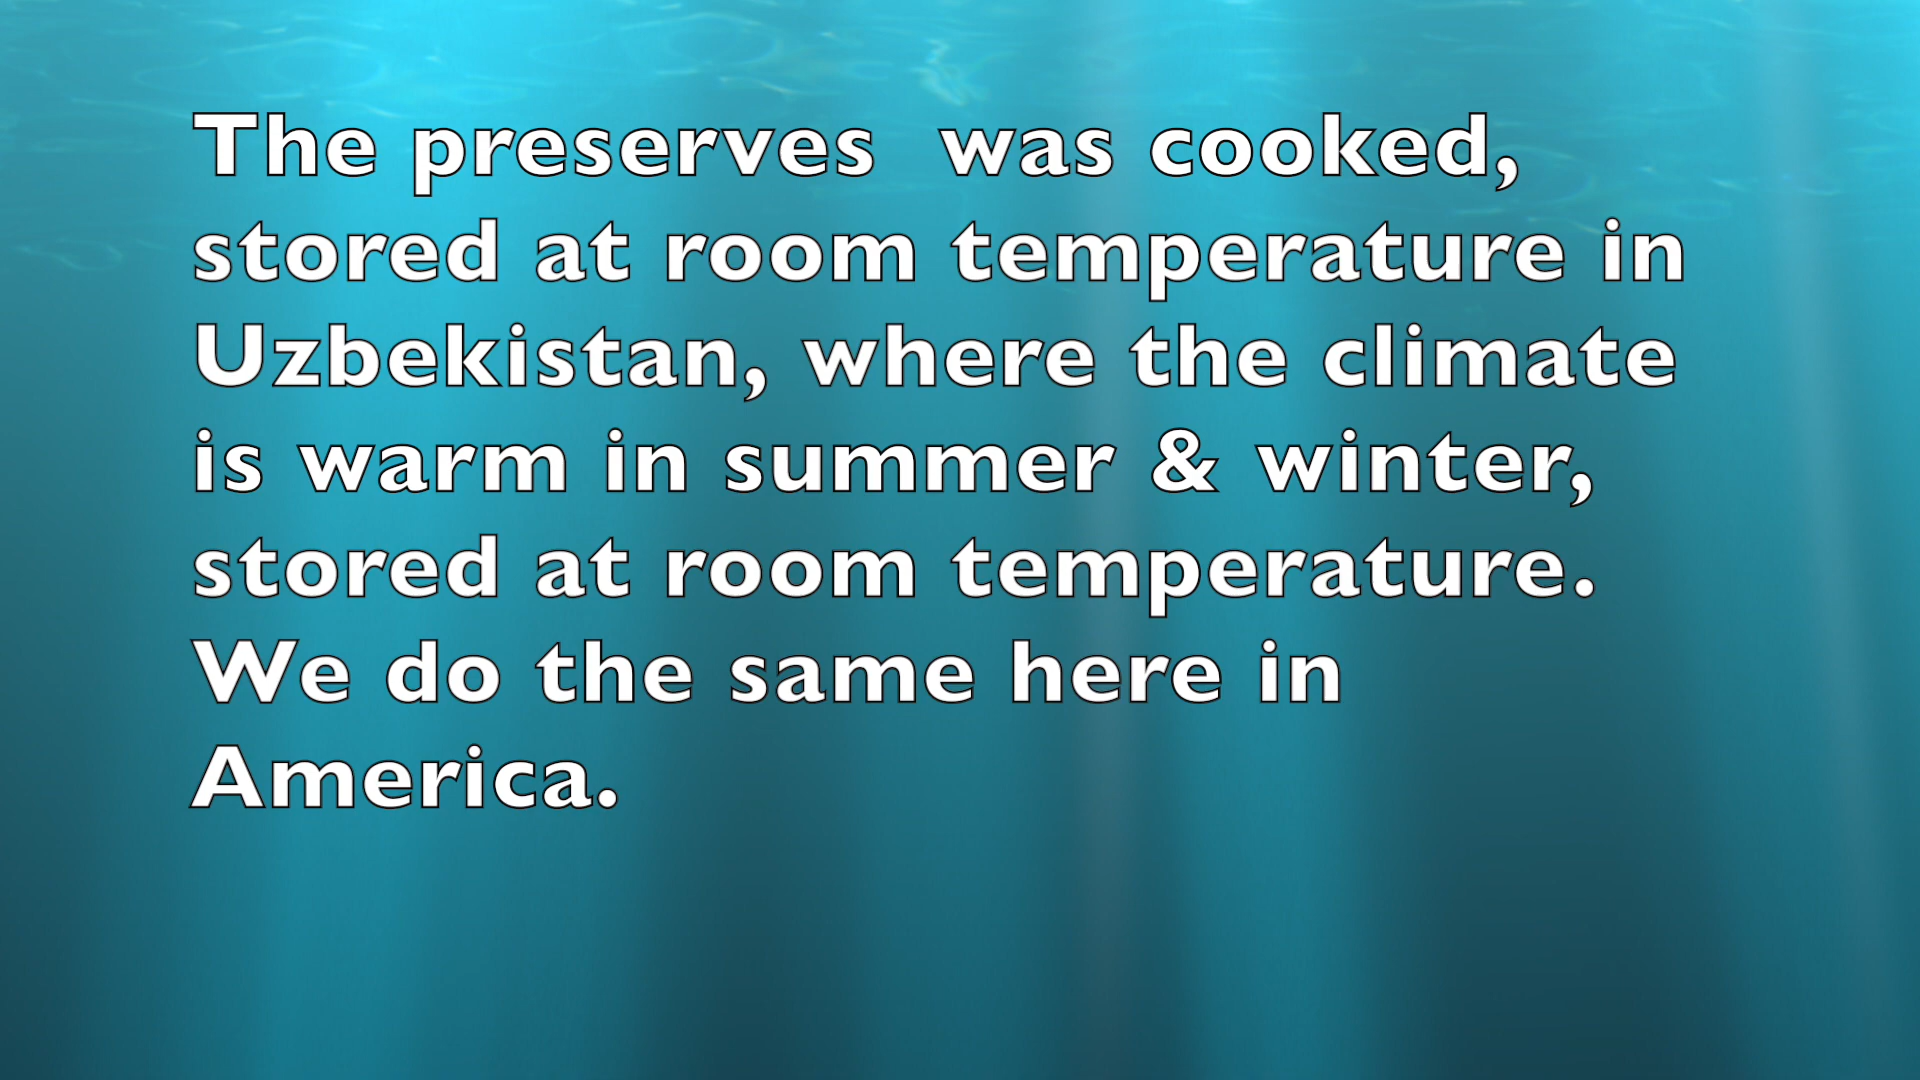 The preserves  was cooked,
stored at room temperature in
Uzbekistan, where the climate
is warm in summer & winter,
stored at room temperature.
We do the same here in
America.